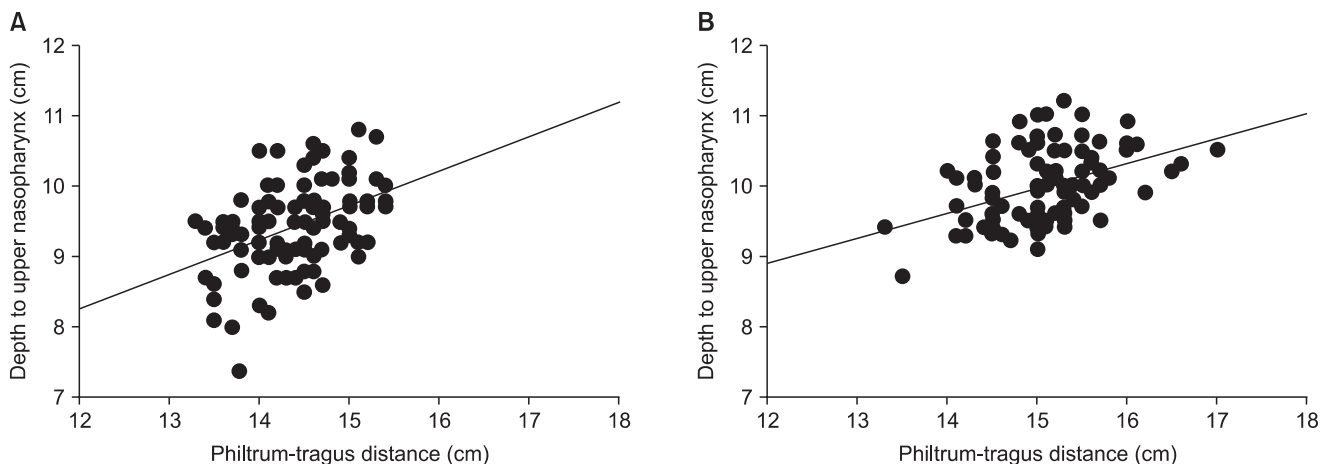 A
12
11
10
9
8
7
Depth to upper nasopharynx (cm)
12 13 14 15 16 17 18
Philtrum-tragus distance (cm)
B
12
11
10
9
8
7
Depth to upper nasopharynx (cm)
12 13 14 15 16 17 18
Philtrum-tragus distance (cm)